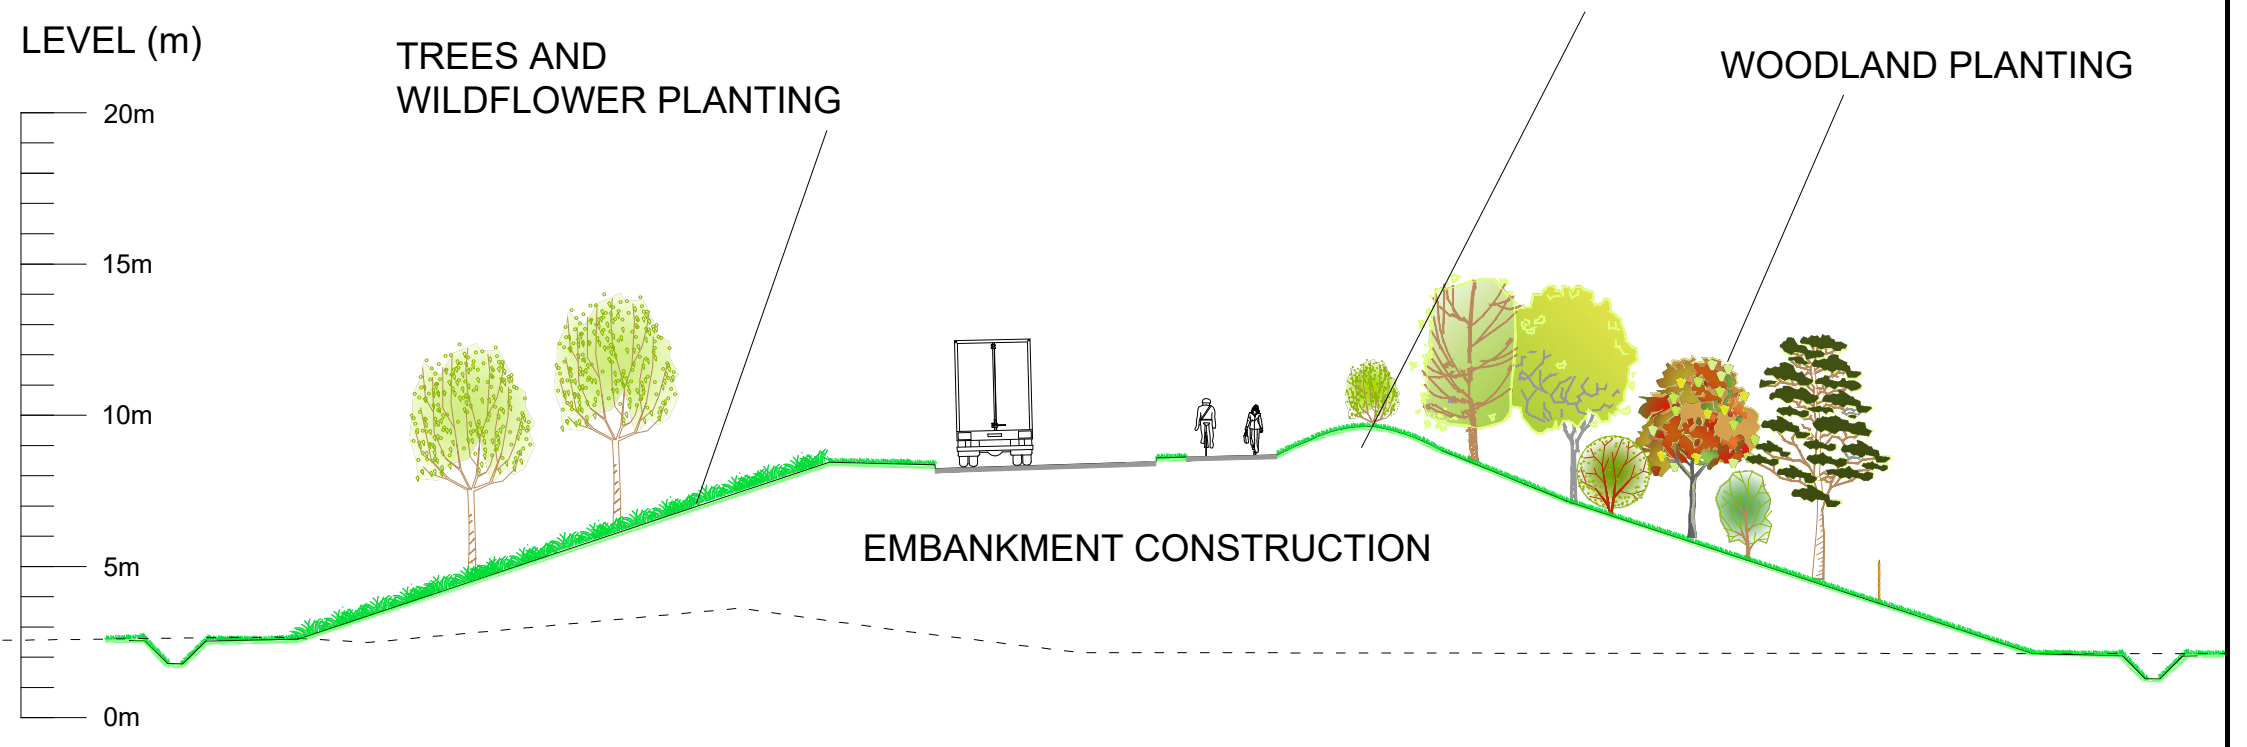 LEVEL (m)
TREES AND
WILDFLOWER PLANTING
WOODLAND PLANTING
20m
15m
10m
5m
0m
EMBANKMENT CONSTRUCTION